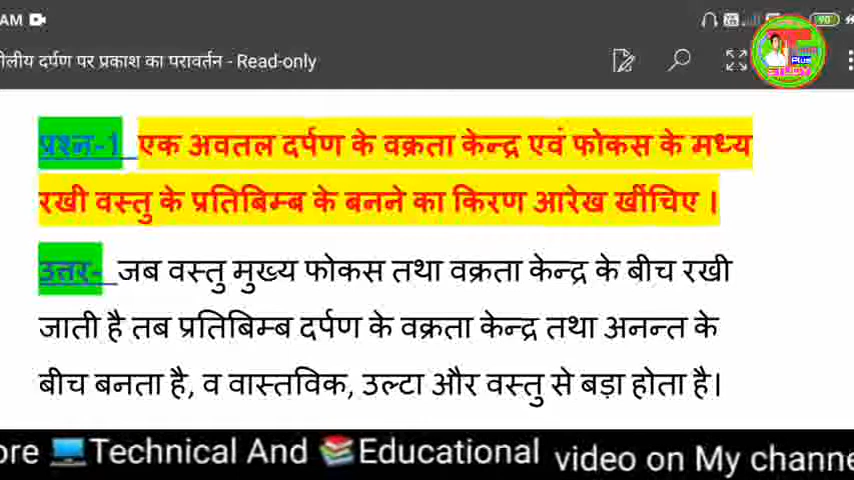 AM
90
दर्पण पर प्रकाश का परावर्तन - Read-only
Plus
प्रश्न-1 एक अवतल दर्पण के वक्रता केन्द्र एवं फोकस के मध्य
रखी वस्तु के प्रतिबिम्ब के बनने का किरण आरेख खींचिए ।
उत्तर- जब वस्तु मुख्य फोकस तथा वक्रता केन्द्र के बीच रखी
जाती है तब प्रतिबिम्ब दर्पण के वक्रता केन्द्र तथा अनन्त के
बीच बनता है, व वास्तविक, उल्टा और वस्तु से बड़ा होता है।
ore 💻Technical And 📚Educational video on My channe